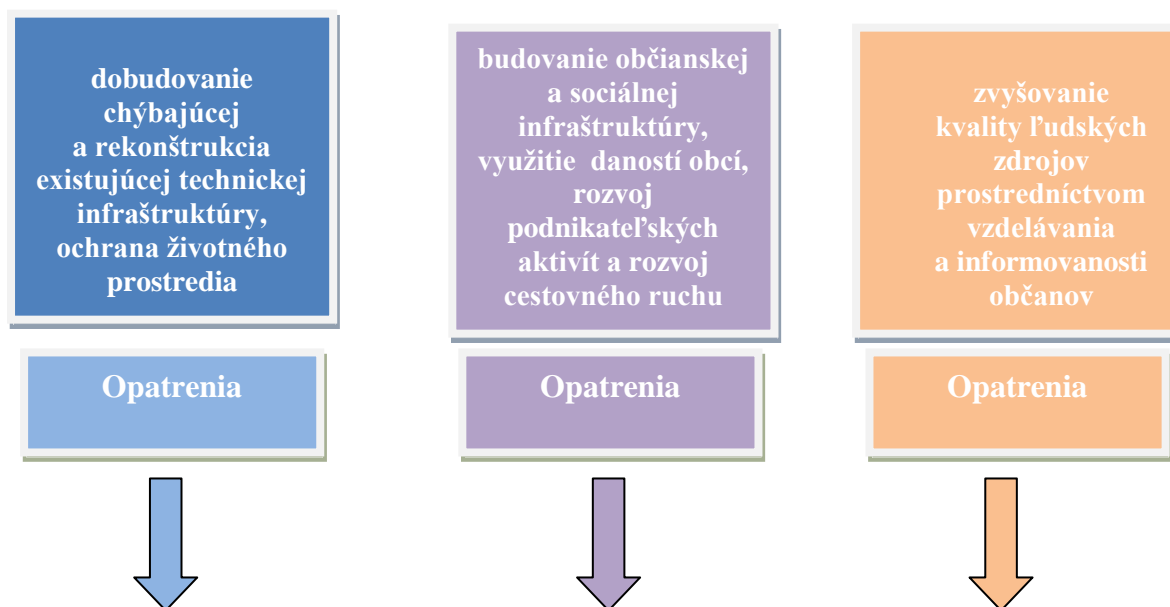 dobudovanie
chýbajúcej
a rekonštrukcia
existujúcej technickej
infraštruktúry,
ochrana životného
prostredia
budovanie občianskej
a sociálnej
infraštruktúry,
využitie daností obcí,
rozvoj
podnikateľských
aktivít a rozvoj
cestovného ruchu
zvyšovanie
kvality ľudských
zdrojov
prostredníctvom
vzdelávania
a informovanosti
občanov
Opatrenia
Opatrenia
Opatrenia